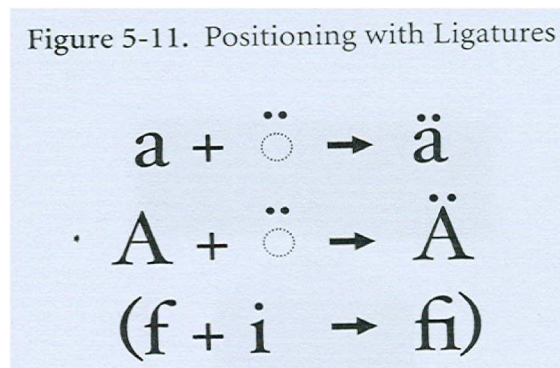 Figure 5-11. Positioning with Ligatures
a + ◌̈ → ä
A + ◌̈ → Ä
(f + i → fi)